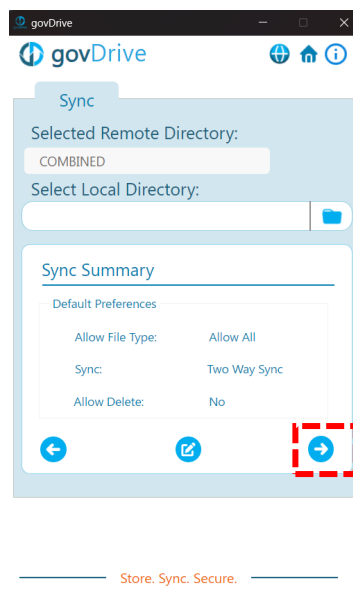 govDrive
govDrive
Sync
Selected Remote Directory:
COMBINED
Select Local Directory:
Sync Summary
Default Preferences
Allow File Type: Allow All
Sync: Two Way Sync
Allow Delete: No
Store. Sync. Secure.